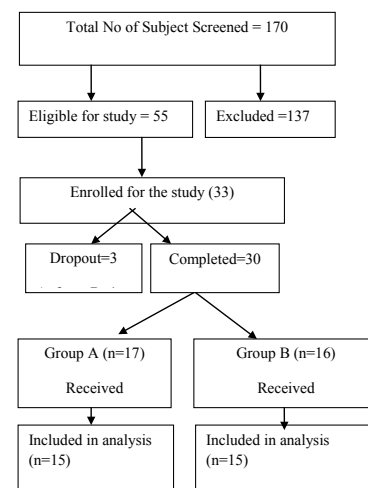 Total No of Subject Screened = 170
Eligible for study = 55
Excluded =137
Enrolled for the study (33)
Dropout=3
Completed=30
Group A (n=17)
Received
Group B (n=16)
Received
Included in analysis
(n=15)
Included in analysis
(n=15)